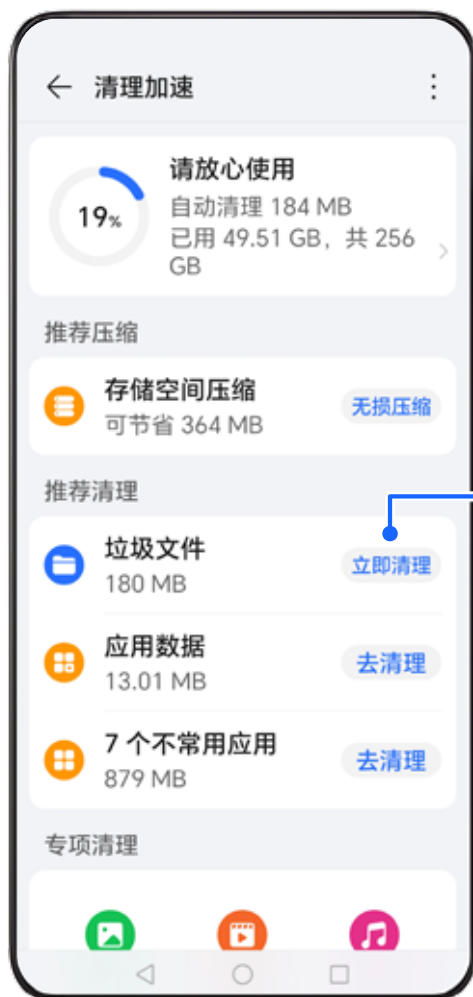 清理加速
请放心使用
19%
自动清理 184 MB
已用 49.51 GB，共 256
GB
推荐压缩
存储空间压缩
无损压缩
可节省 364 MB
推荐清理
垃圾文件
立即清理
180 MB
应用数据
去清理
13.01 MB
7 个不常用应用
去清理
879 MB
专项清理